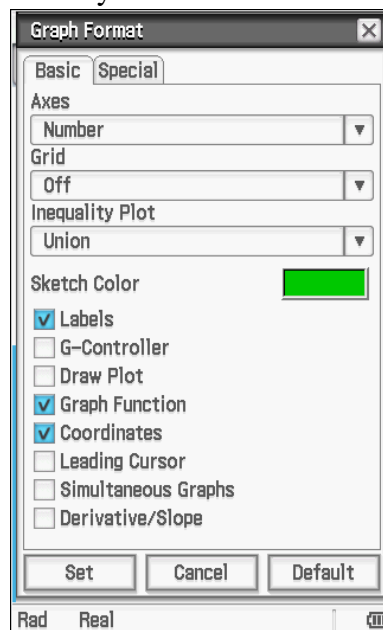 Graph Format
Basic Special
Axes
Number
Grid
Off
Inequality Plot
Union
Sketch Color
Labels
G-Controller
Draw Plot
Graph Function
Coordinates
Leading Cursor
Simultaneous Graphs
Derivative/Slope
Set Cancel Default
Rad Real